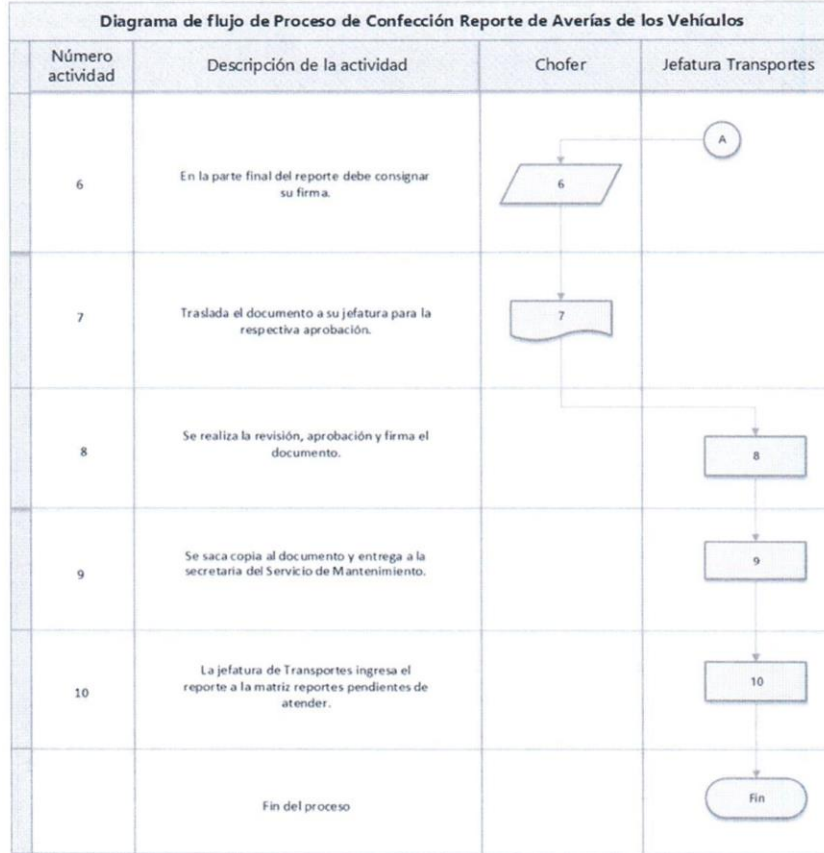 Diagrama de flujo de Proceso de Confección Reporte de Averías de los Vehículos
Número
actividad
Descripción de la actividad
Chofer
Jefatura Transportes
A
6
En la parte final del reporte debe consignar
su firma.
6
7
Traslada el documento a su jefatura para la
respectiva aprobación.
7
8
Se realiza la revisión, aprobación y firma el
documento.
8
9
Se saca copia al documento y entrega a la
secretaria del Servicio de Mantenimiento.
9
10
La jefatura de Transportes ingresa el
reporte a la matriz reportes pendientes de
atender.
10
Fin del proceso
Fin